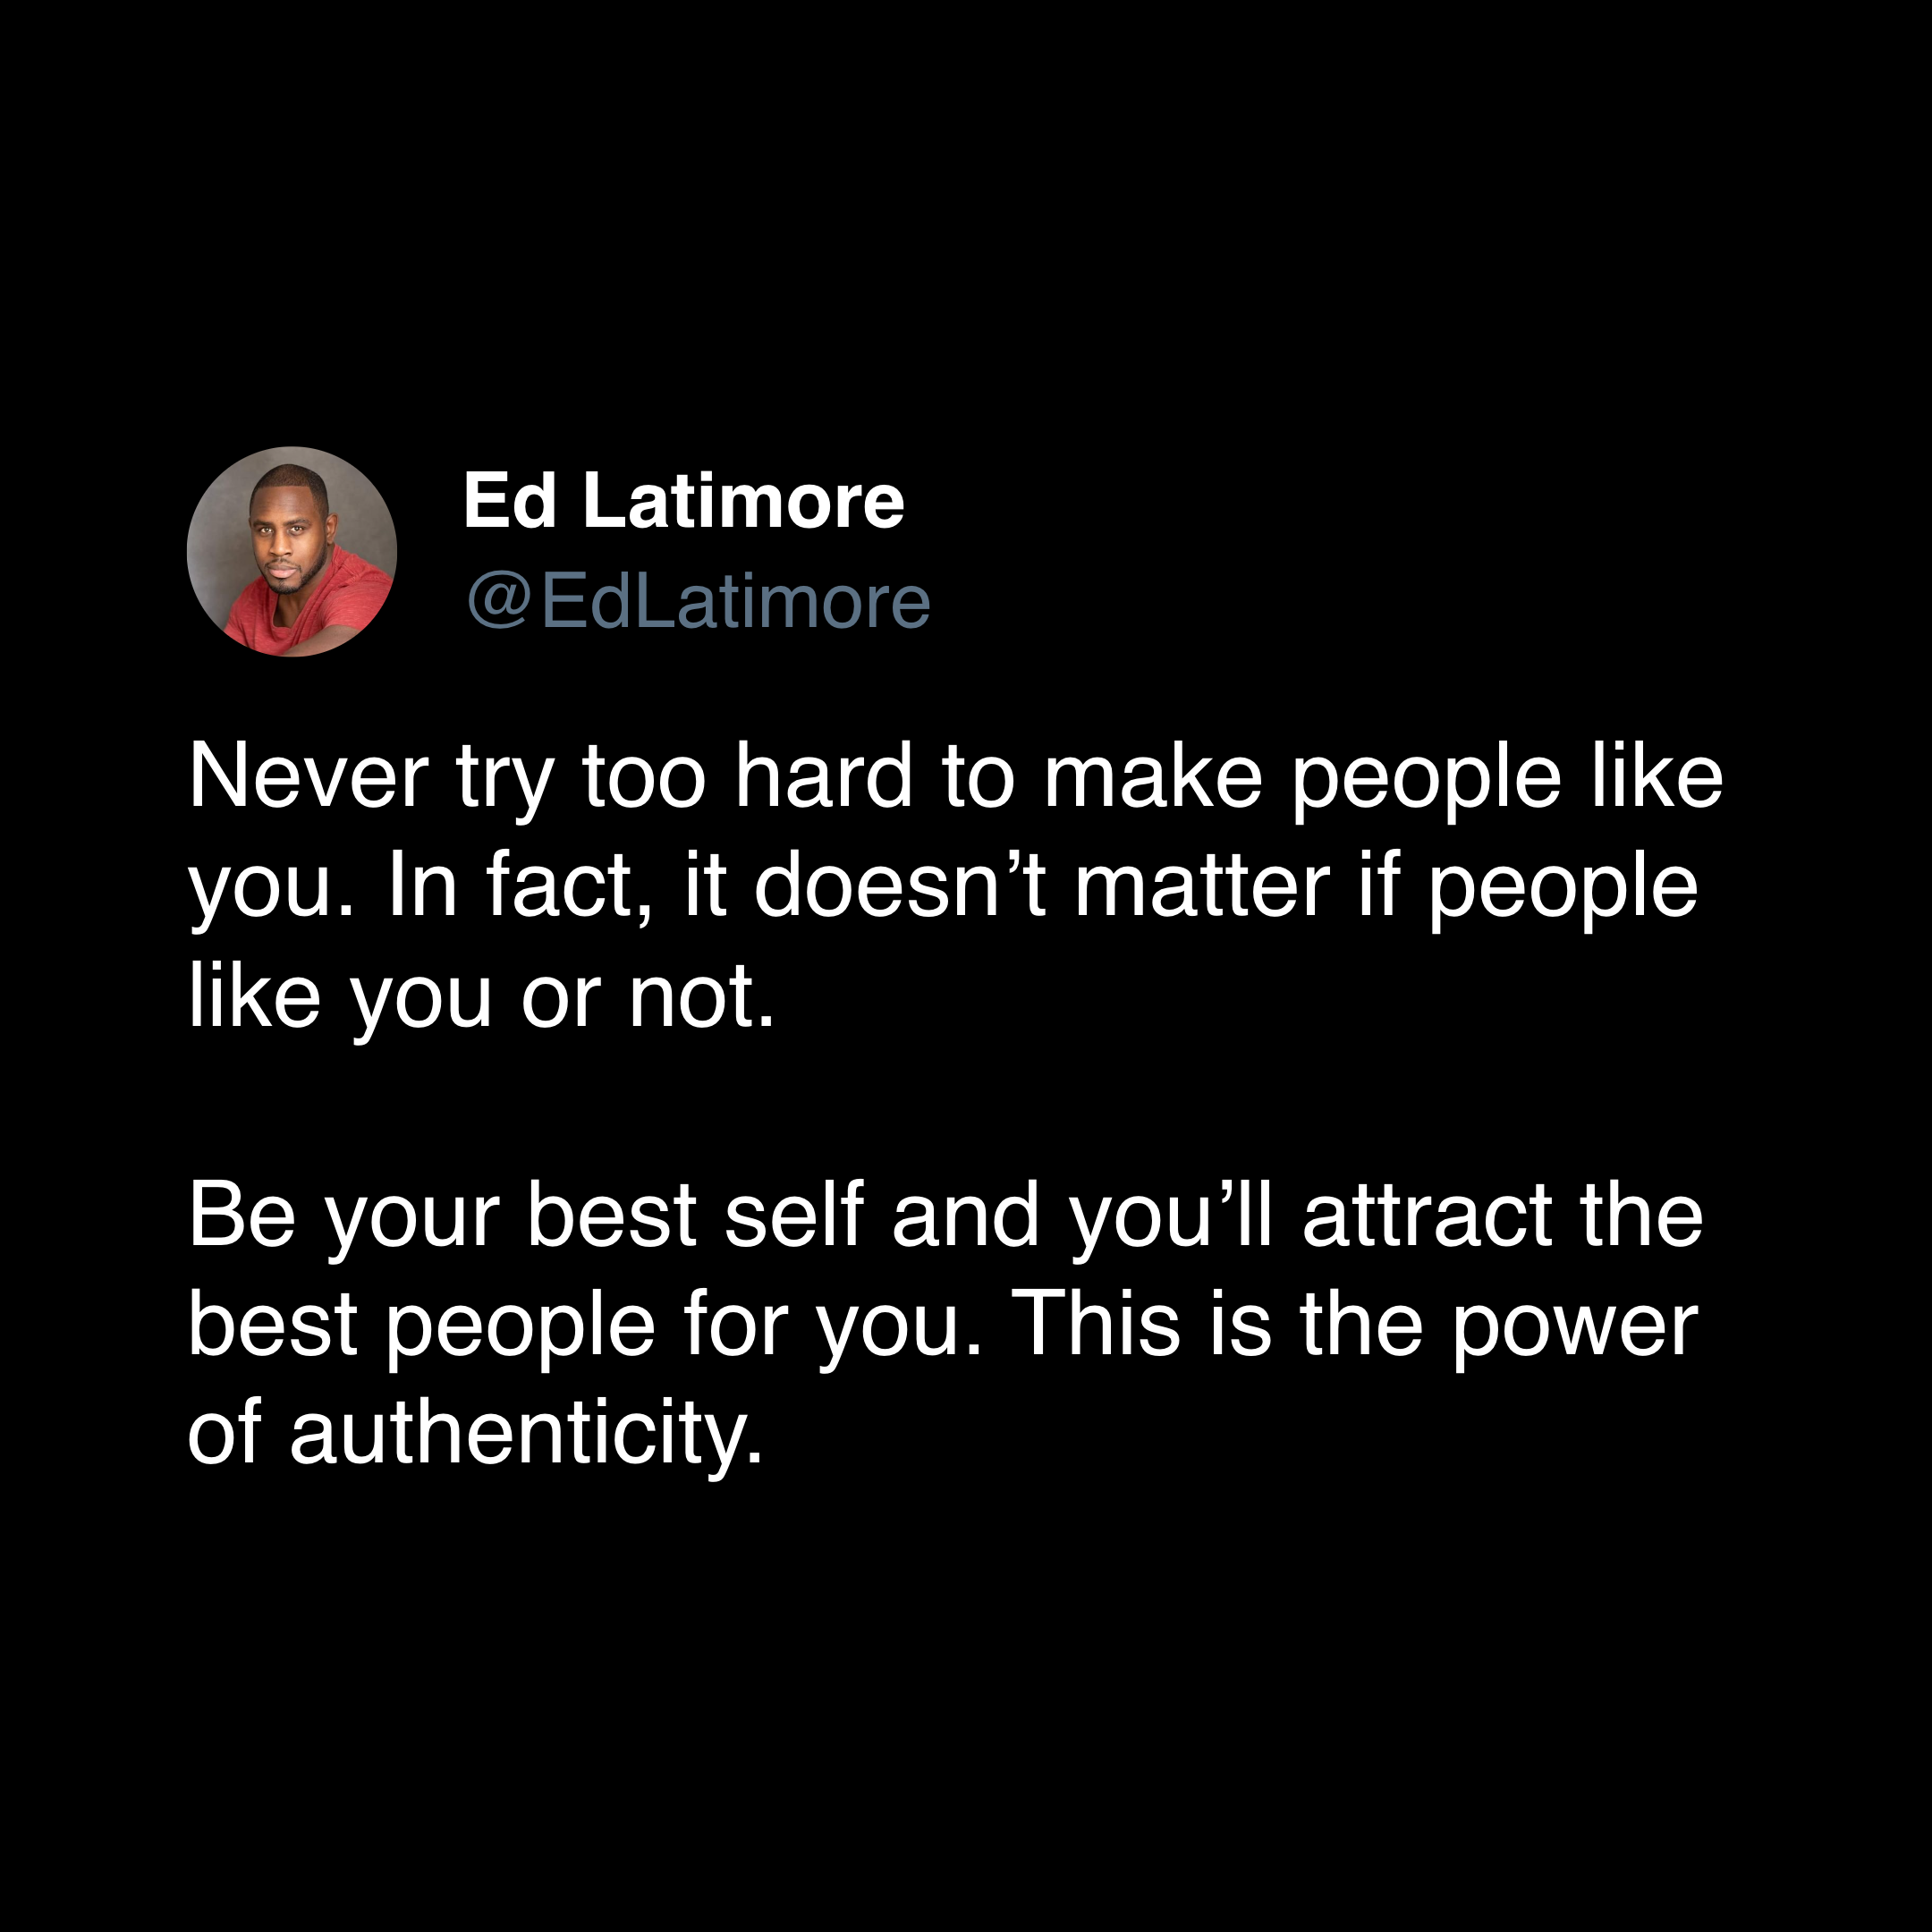 Ed Latimore
@EdLatimore
Never try too hard to make people like
you. In fact, it doesn’t matter if people
like you or not.
Be your best self and you’ll attract the
best people for you. This is the power
of authenticity.